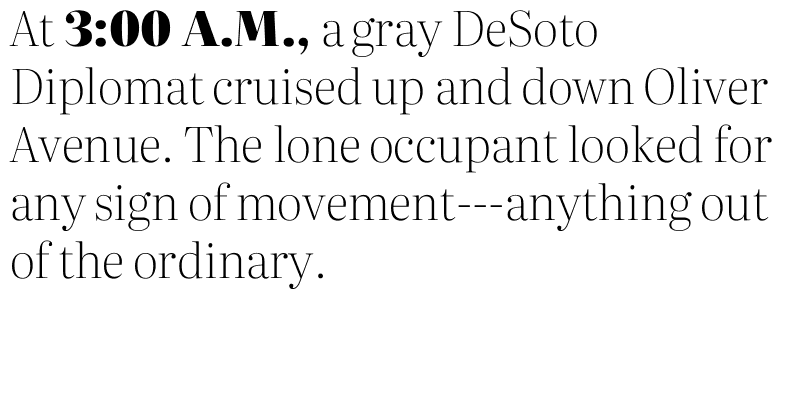 At 3:00 A.M., a gray DeSoto
Diplomat cruised up and down Oliver
Avenue. The lone occupant looked for
any sign of movement---anything out
of the ordinary.